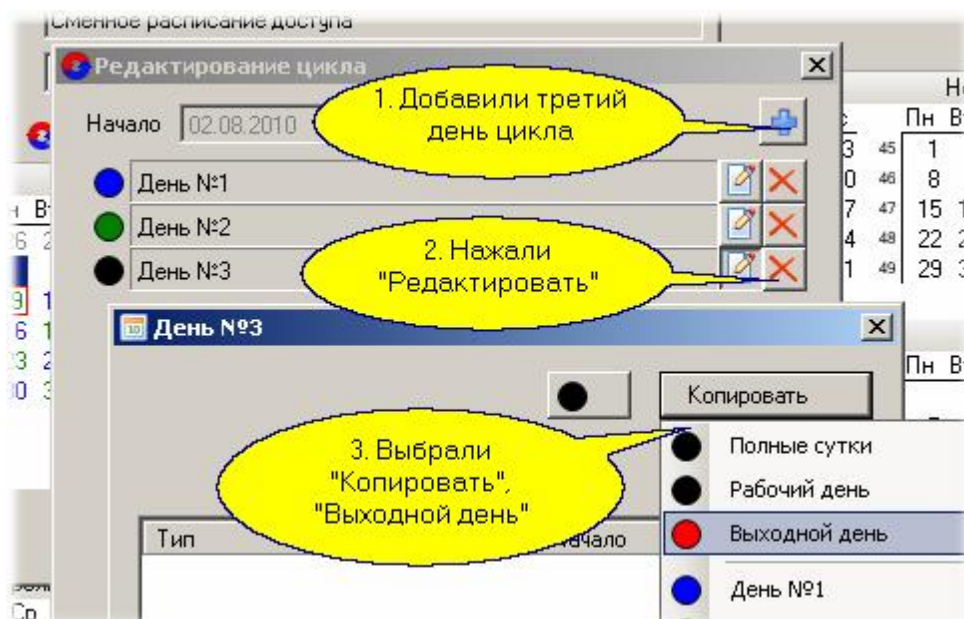 Сменное расписание доступа
Редактирование цикла
1. Добавили третий
день цикла
Начало 02.08.2010
День №1
День №2
День №3
2. Нажали
"Редактировать"
День №3
Копировать
3. Выбрали
"Копировать",
"Выходной день"
Полные сутки
Рабочий день
Выходной день
День №1
Тип
Пн
45 1
46 8
47 15
48 22
49 29
Пн
Ср